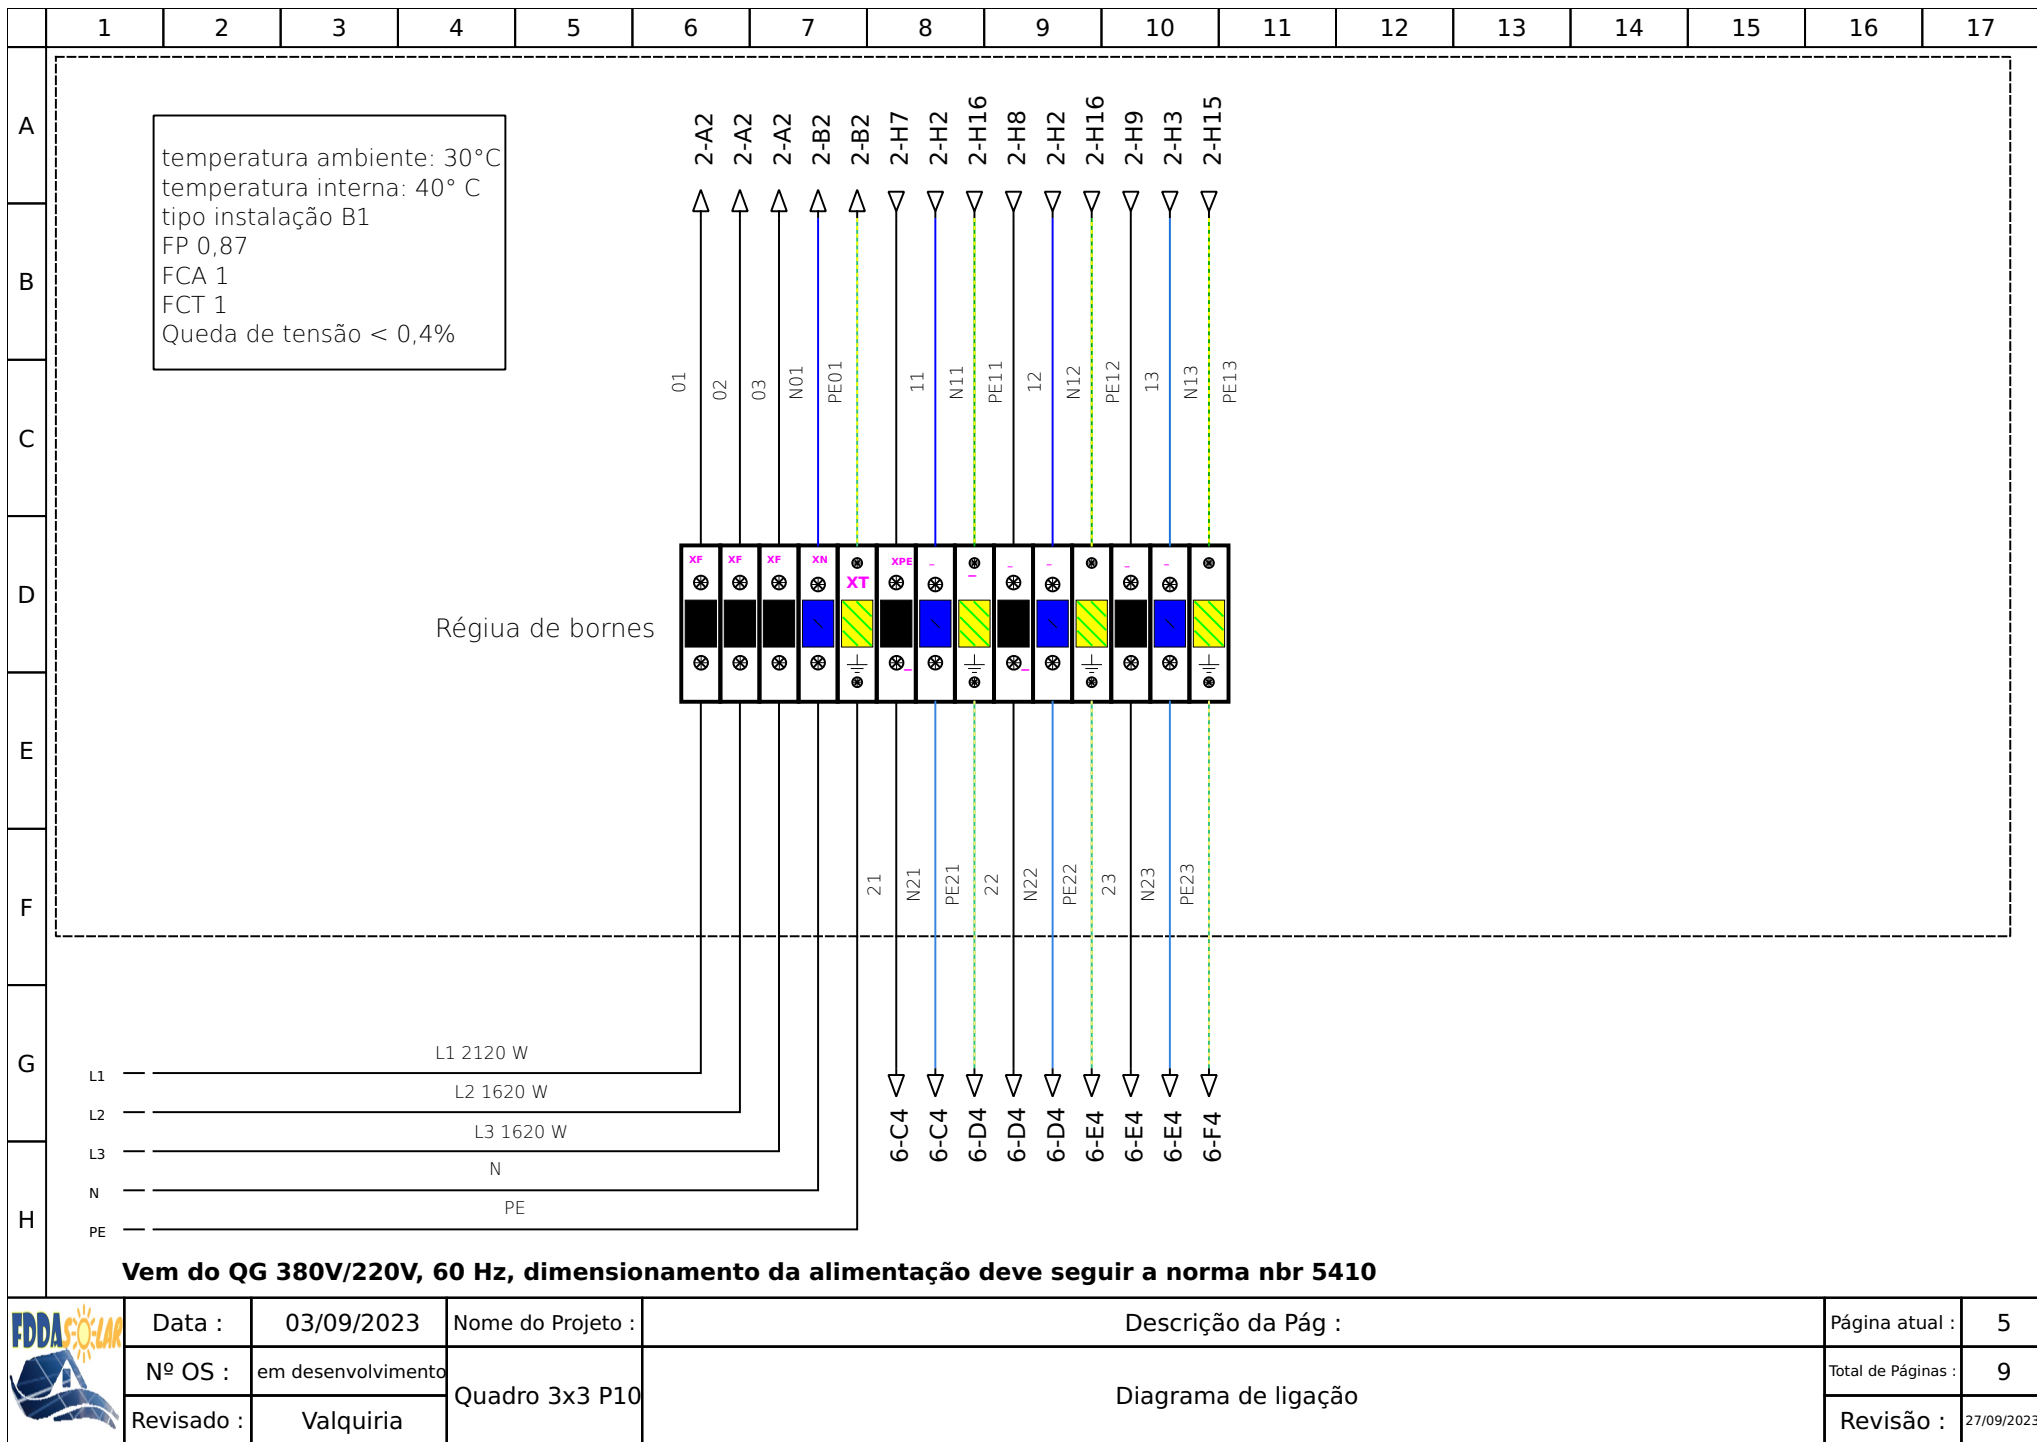 1 2 3 4 5 6 7 8 9 10 11 12 13 14 15 16 17
A
B
C
D
E
F
G
H
temperatura ambiente: 30°C
temperatura interna: 40° C
tipo instalação B1
FP 0,87
FCA 1
FCT 1
Queda de tensão < 0,4%
2-A2 2-A2 2-A2 2-B2 2-B2 2-H7 2-H2 2-H16 2-H8 2-H2 2-H16 2-H9 2-H3 2-H15
01 02 03 N01 PE01 11 N11 PE11 12 N12 PE12 13 N13 PE13
XF XF XF XN XT XPE
Régiua de bornes
21 N21 PE21 22 N22 PE22 23 N23 PE23
6-C4 6-C4 6-D4 6-D4 6-D4 6-E4 6-E4 6-E4 6-F4
L1 L1 2120 W
L2 L2 1620 W
L3 L3 1620 W
N N
PE PE
Vem do QG 380V/220V, 60 Hz, dimensionamento da alimentação deve seguir a norma nbr 5410
FDDA SOLAR
Data : 03/09/2023
Nº OS : em desenvolvimento
Revisado : Valquiria
Nome do Projeto :
Quadro 3x3 P10
Descrição da Pág :
Diagrama de ligação
Página atual : 5
Total de Páginas : 9
Revisão : 27/09/2023